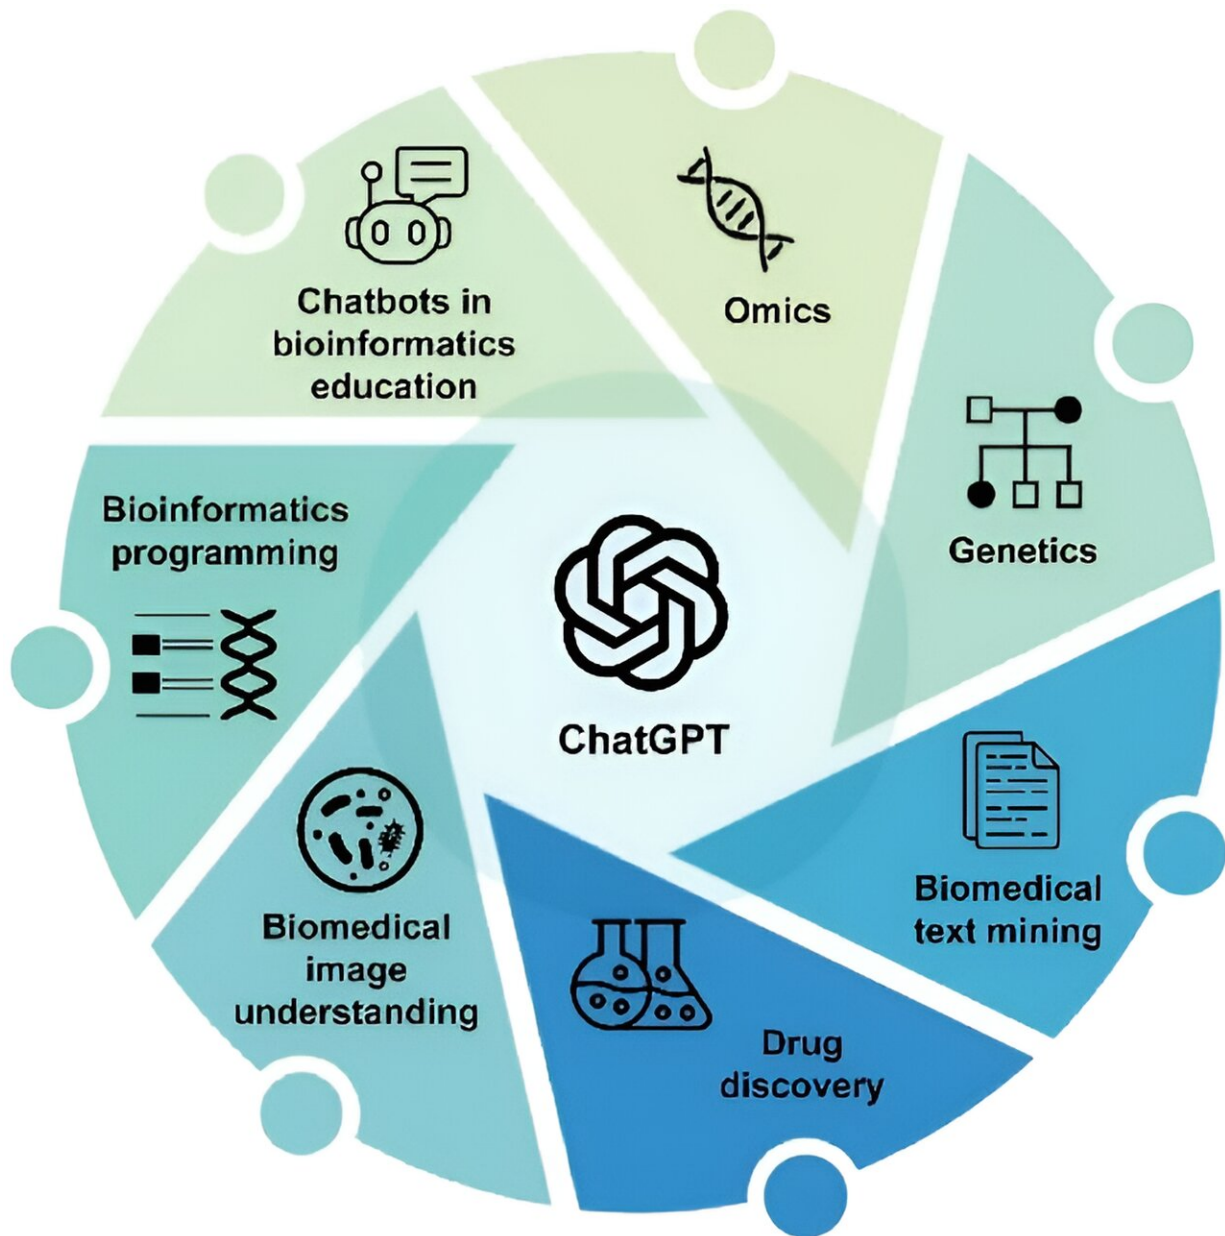 Omics
Chatbots in
bioinformatics
education
Genetics
Bioinformatics
programming
ChatGPT
Biomedical
text mining
Biomedical
image
understanding
Drug
discovery